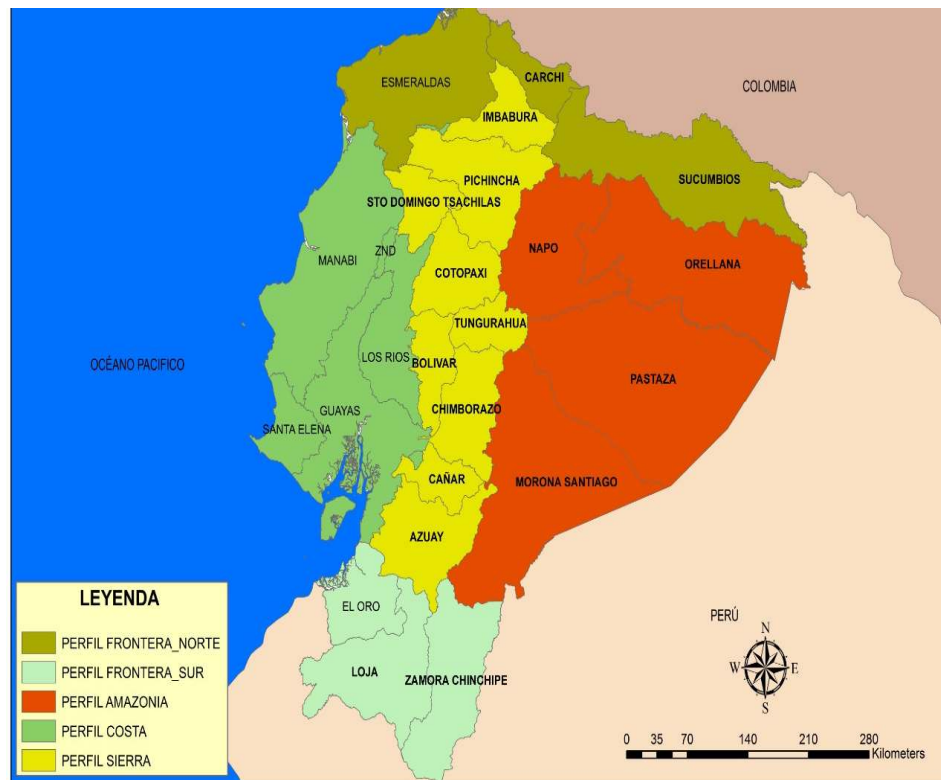 ESMERALDAS
CARCHI
COLOMBIA
IMBABURA
PICHINCHA
SUCUMBIOS
STO DOMINGO TSACHILAS
ZND
NAPO
MANABI
ORELLANA
COTOPAXI
TUNGURAHUA
OCÉANO PACIFICO
LOS RIOS
BOLIVAR
PASTAZA
GUAYAS
CHIMBORAZO
SANTA ELEÑA
CAÑAR
MORONA SANTIAGO
AZUAY
LEYENDA
PERFIL FRONTERA_NORTE
PERFIL FRONTERA_SUR
PERFIL AMAZONIA
PERFIL COSTA
PERFIL SIERRA
EL ORO
LOJA
ZAMORA CHINCHIPE
PERÚ
N
W E
S
0 35 70 140 210 280
Kilometers